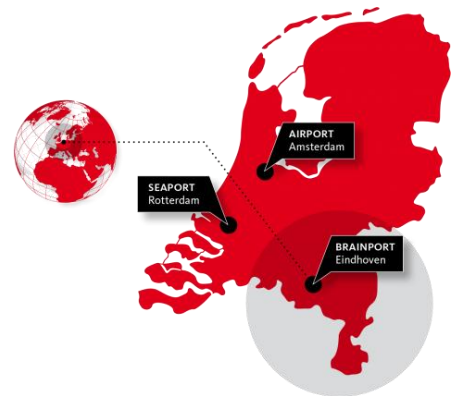 AIRPORT
Amsterdam
SEAPORT
Rotterdam
BRAINPORT
Eindhoven